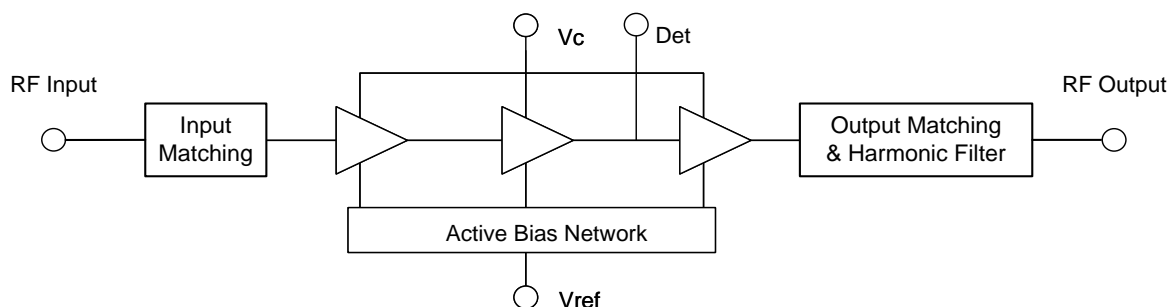 Vc
Det
RF Input
RF Output
Input
Matching
Output Matching
& Harmonic Filter
Active Bias Network
Vref